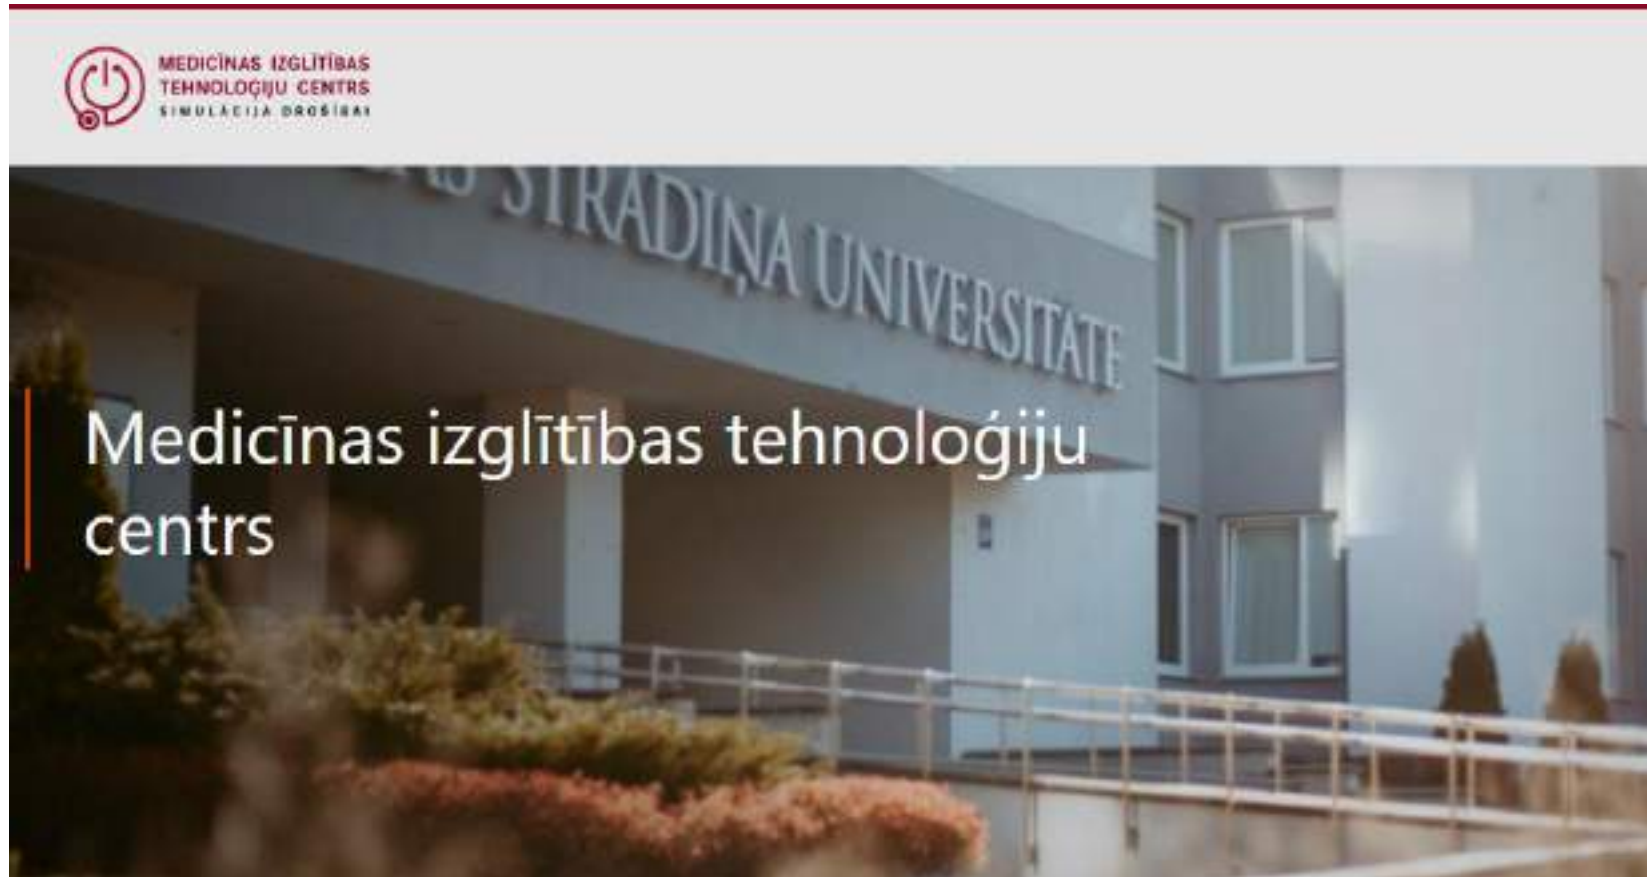 MEDICĪNAS IZGLĪTĪBAS
TEHNOLOĢIJU CENTRS
SIMULĀCIJA DROŠĪBAI
STRADIŅA UNIVERSITĀTE
Medicīnas izglītības tehnoloģiju
centrs